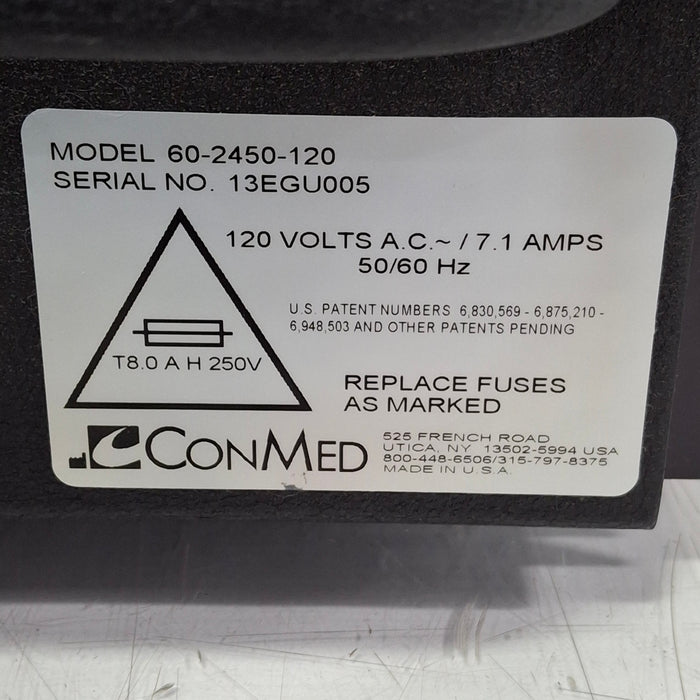 MODEL 60-2450-120
SERIAL NO. 13EGU005
120 VOLTS A.C.~ / 7.1 AMPS
50/60 Hz
U.S. PATENT NUMBERS 6,830,569 - 6,875,210 -
6,948,503 AND OTHER PATENTS PENDING
T8.0 A H 250V
REPLACE FUSES
AS MARKED
CONMED
525 FRENCH ROAD
UTICA, NY 13502-5994 USA
800-448-6506/315-797-8375
MADE IN U.S.A.